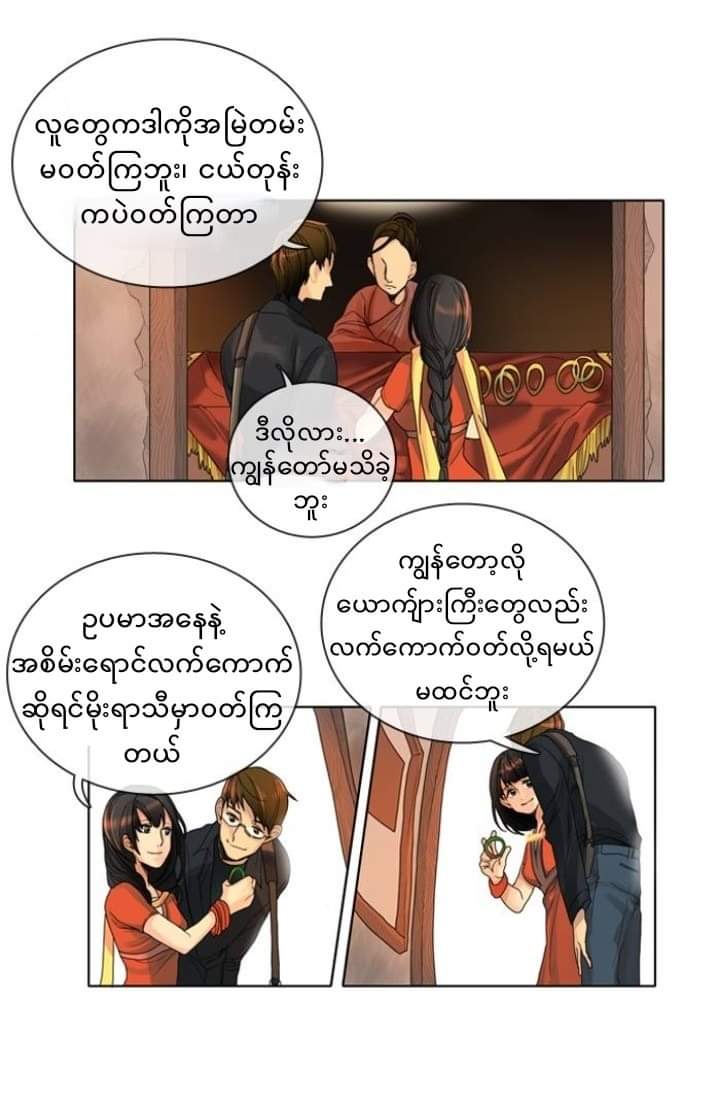 လူတွေကဒါကိုအမြဲတမ်း
မဝတ်ကြဘူး၊ ငယ်တုန်း
ကပဲဝတ်ကြတာ
ဒီလိုလား...
ကျွန်တော်မသိခဲ့
ဘူး
ဥပမာအနေနဲ့
အစိမ်းရောင်လက်ကောက်
ဆိုရင်မိုးရာသီမှာဝတ်ကြ
တယ်
ကျွန်တော့လို
ယောက်ျားကြီးတွေလည်း
လက်ကောက်ဝတ်လို့ရမယ်
မထင်ဘူး